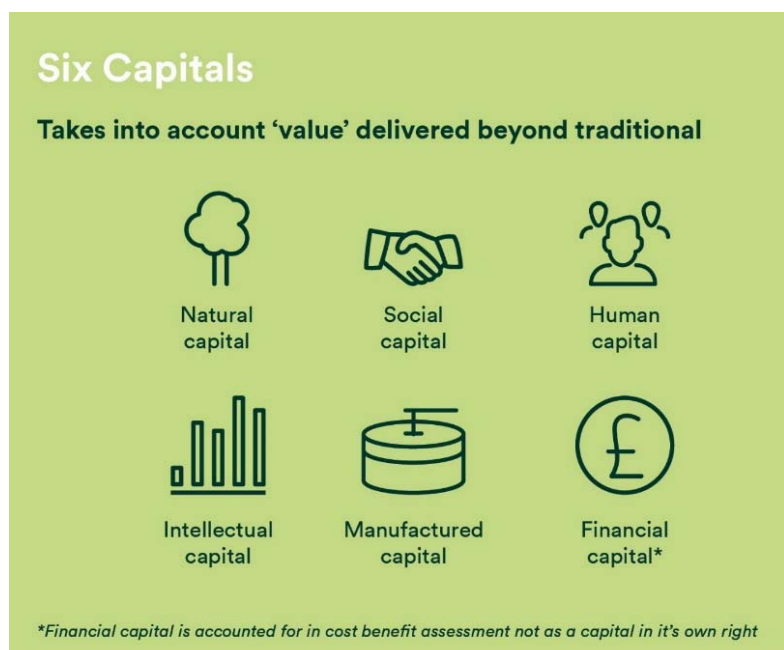 Six Capitals
Takes into account ‘value’ delivered beyond traditional
Natural
capital
Social
capital
Human
capital
Intellectual
capital
Manufactured
capital
£
Financial
capital*
*Financial capital is accounted for in cost benefit assessment not as a capital in it's own right